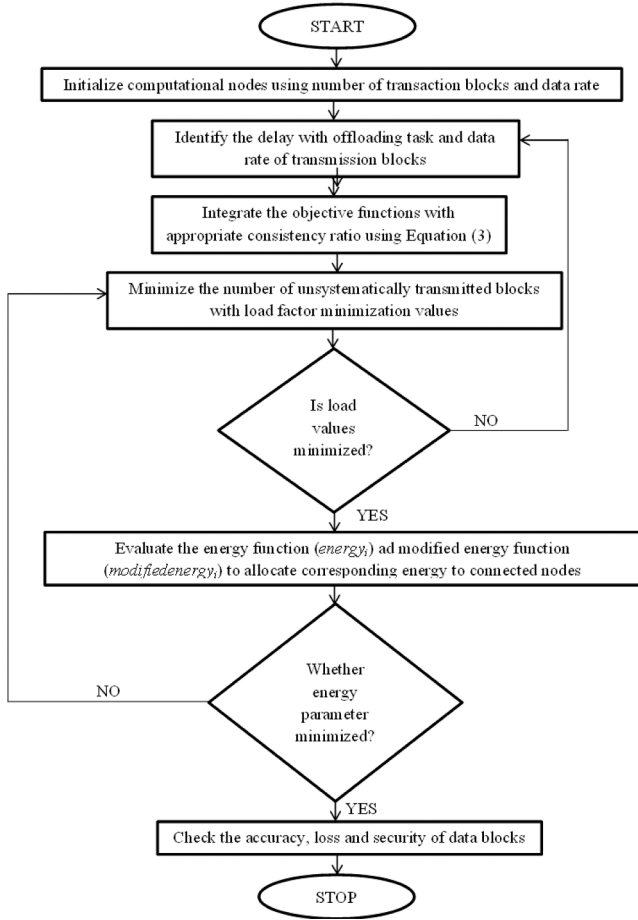 START
Initialize computational nodes using number of transaction blocks and data rate
Identify the delay with offloading task and data
rate of transmission blocks
Integrate the objective functions with
appropriate consistency ratio using Equation (3)
Minimize the number of unsystematically transmitted blocks
with load factor minimization values
Is load
values
minimized?
NO
YES
Evaluate the energy function (energyᵢ) ad modified energy function
(modifiedenergyᵢ) to allocate corresponding energy to connected nodes
Whether
energy
parameter
minimized?
NO
YES
Check the accuracy, loss and security of data blocks
STOP